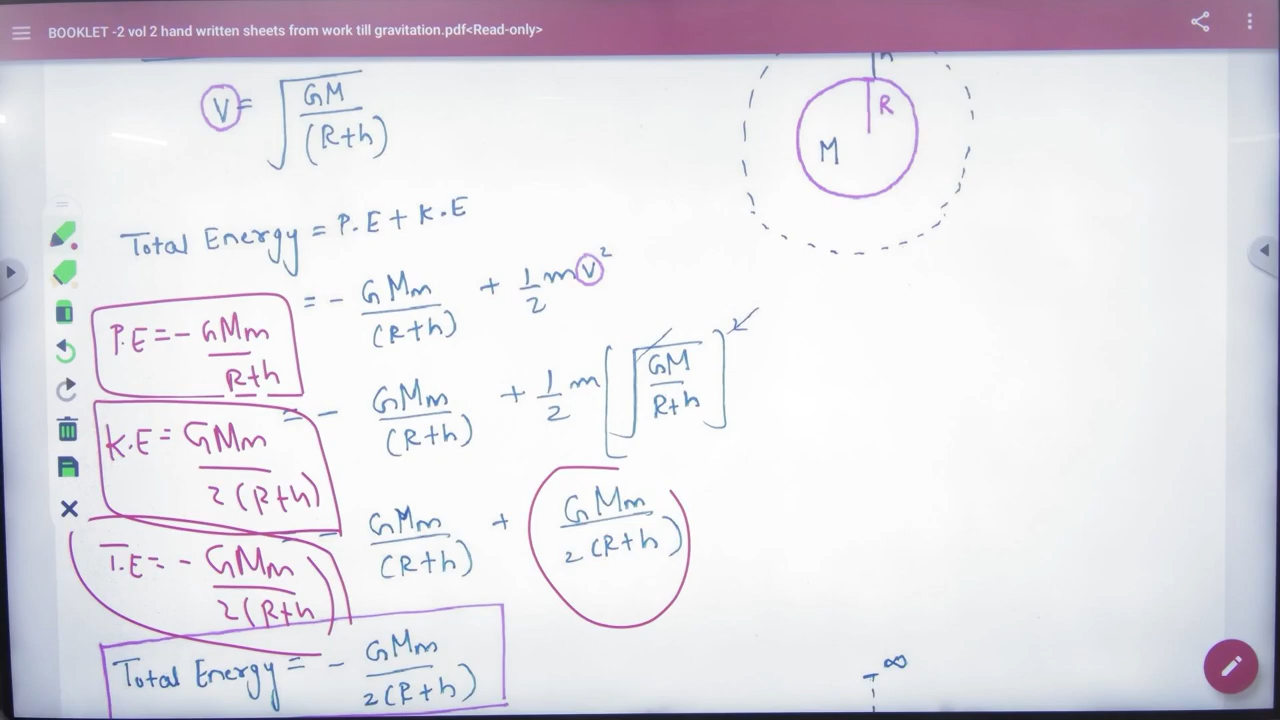 BOOKLET -2 vol 2 hand written sheets from work till gravitation.pdf<Read-only>
h
R
M
V = √(GM/(R+h))
Total Energy = P.E + K.E
= - GMm/(R+h) + 1/2 mv²
P.E = - GMm/R+h
= - GMm/(R+h) + 1/2 m[√(GM/R+h)]²
K.E = GMm/2(R+h)
= - GMm/(R+h) + GMm/2(R+h)
T.E = - GMm/2(R+h)
Total Energy = - GMm/2(R+h)
∞